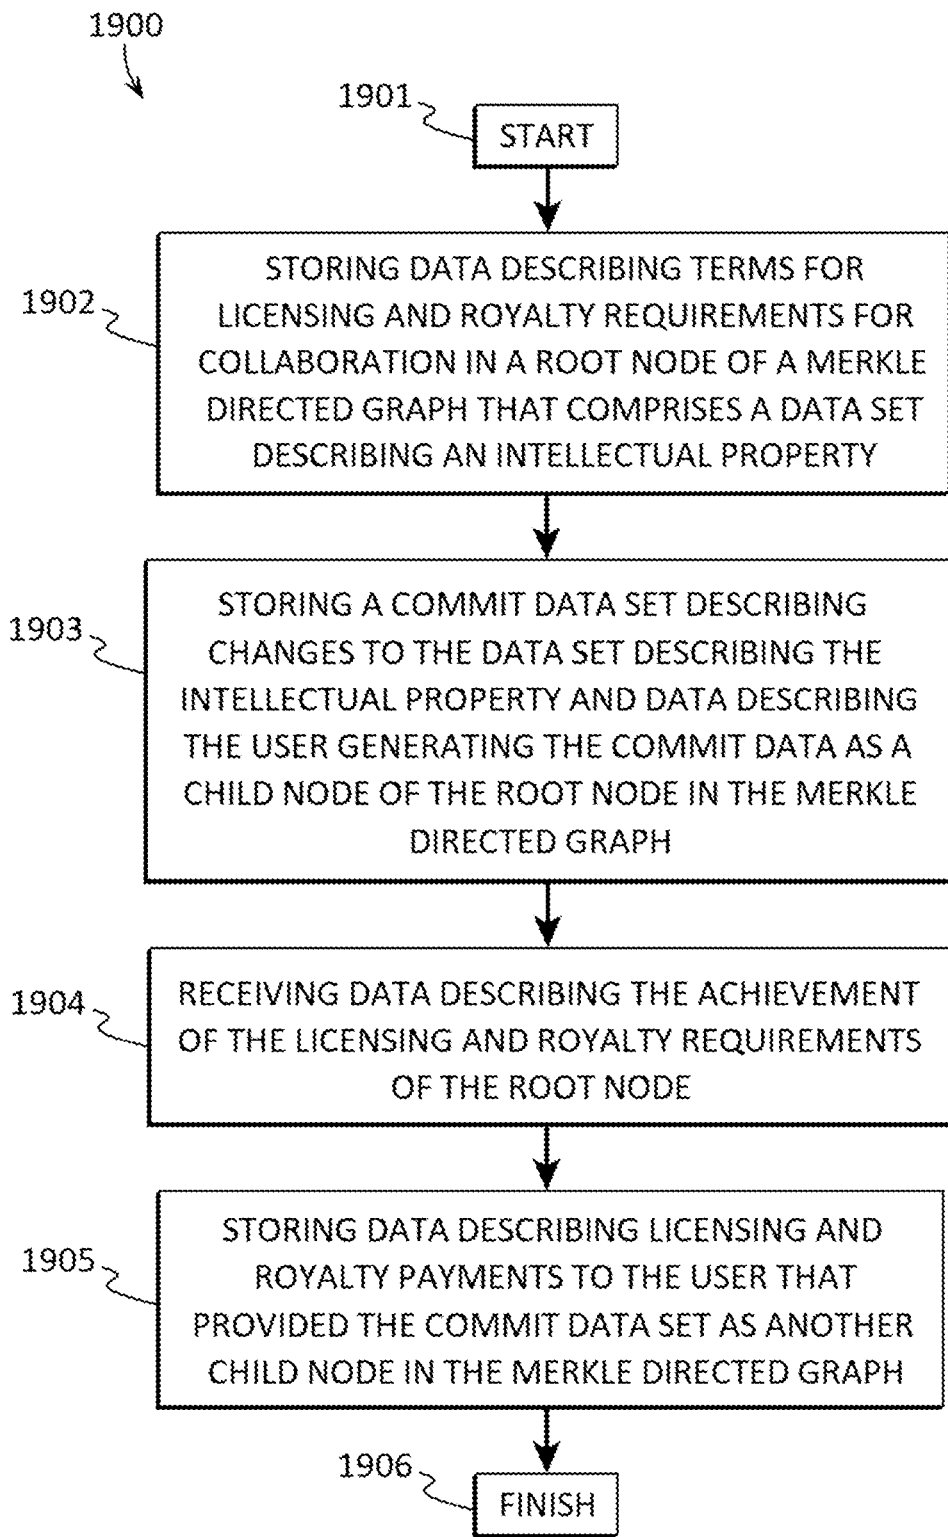 1900
1901
START
1902
STORING DATA DESCRIBING TERMS FOR
LICENSING AND ROYALTY REQUIREMENTS FOR
COLLABORATION IN A ROOT NODE OF A MERKLE
DIRECTED GRAPH THAT COMPRISES A DATA SET
DESCRIBING AN INTELLECTUAL PROPERTY
1903
STORING A COMMIT DATA SET DESCRIBING
CHANGES TO THE DATA SET DESCRIBING THE
INTELLECTUAL PROPERTY AND DATA DESCRIBING
THE USER GENERATING THE COMMIT DATA AS A
CHILD NODE OF THE ROOT NODE IN THE MERKLE
DIRECTED GRAPH
1904
RECEIVING DATA DESCRIBING THE ACHIEVEMENT
OF THE LICENSING AND ROYALTY REQUIREMENTS
OF THE ROOT NODE
1905
STORING DATA DESCRIBING LICENSING AND
ROYALTY PAYMENTS TO THE USER THAT
PROVIDED THE COMMIT DATA SET AS ANOTHER
CHILD NODE IN THE MERKLE DIRECTED GRAPH
1906
FINISH